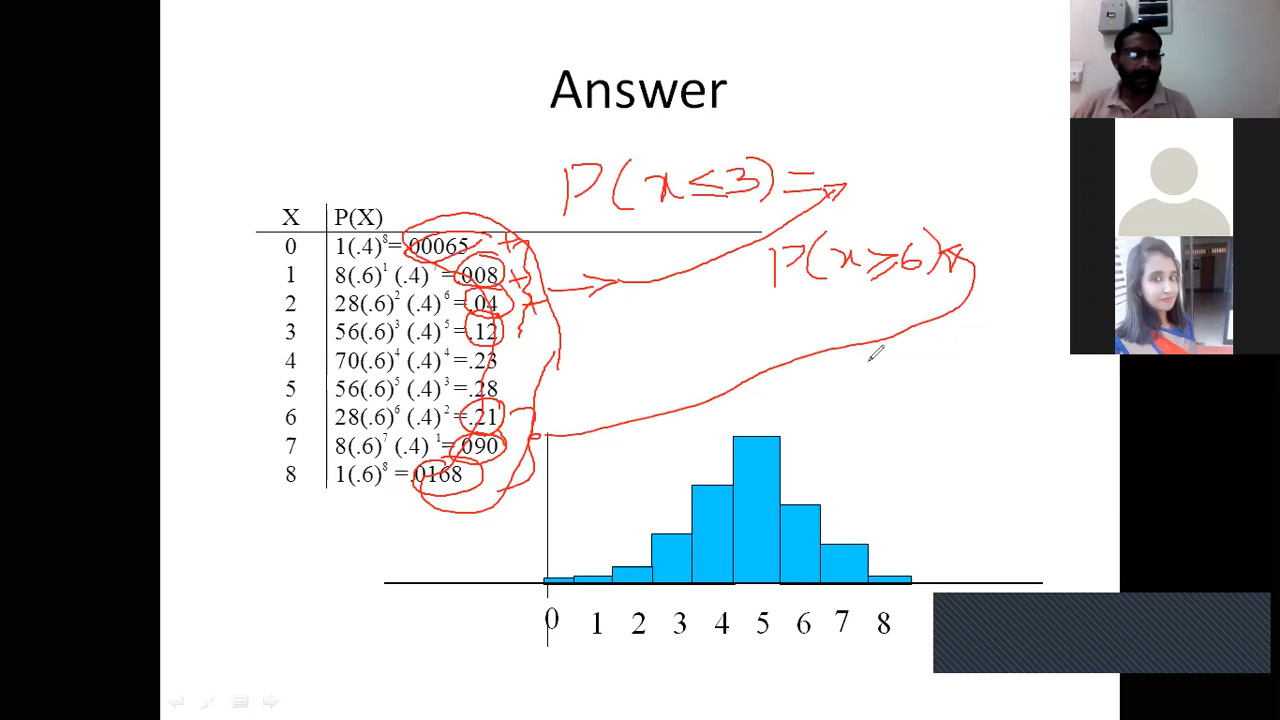 Answer
P(x≤3)=
X P(X)
0 1(.4)⁸=.00065
P(x≥6)
1 8(.6)¹ (.4) =.008
2 28(.6)² (.4)⁶ =.04
3 56(.6)³ (.4)⁵ =.12
4 70(.6)⁴ (.4)⁴ =.23
5 56(.6)⁵ (.4)³ =.28
6 28(.6)⁶ (.4)² =.21
7 8(.6)⁷ (.4)¹=.090
8 1(.6)⁸ =.0168
0 1 2 3 4 5 6 7 8